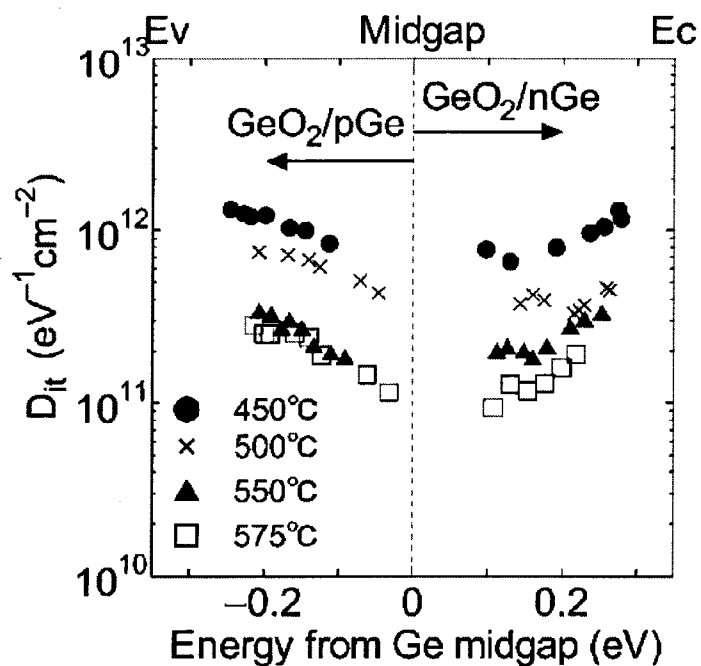 Ev Midgap Ec
10¹³
GeO₂/nGe
GeO₂/pGe
10¹²
Dᵢₜ (eV⁻¹cm⁻²)
10¹¹
450℃
500℃
550℃
575℃
10¹⁰
−0.2 0 0.2
Energy from Ge midgap (eV)